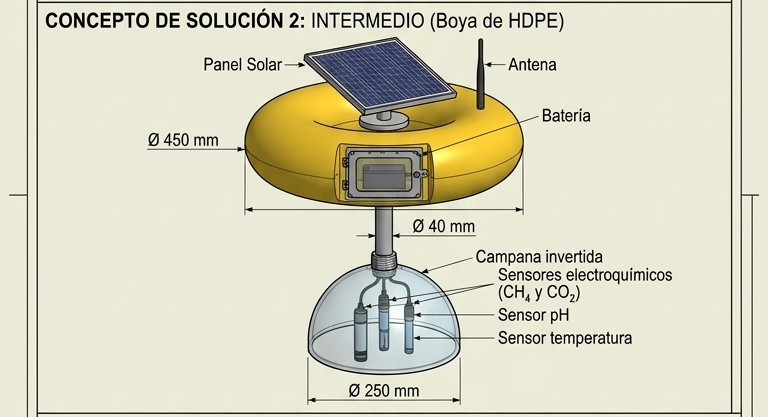 CONCEPTO DE SOLUCIÓN 2: INTERMEDIO (Boya de HDPE)
Panel Solar
Antena
Batería
Ø 450 mm
Ø 40 mm
Campana invertida
Sensores electroquímicos
(CH₄ y CO₂)
Sensor pH
Sensor temperatura
Ø 250 mm